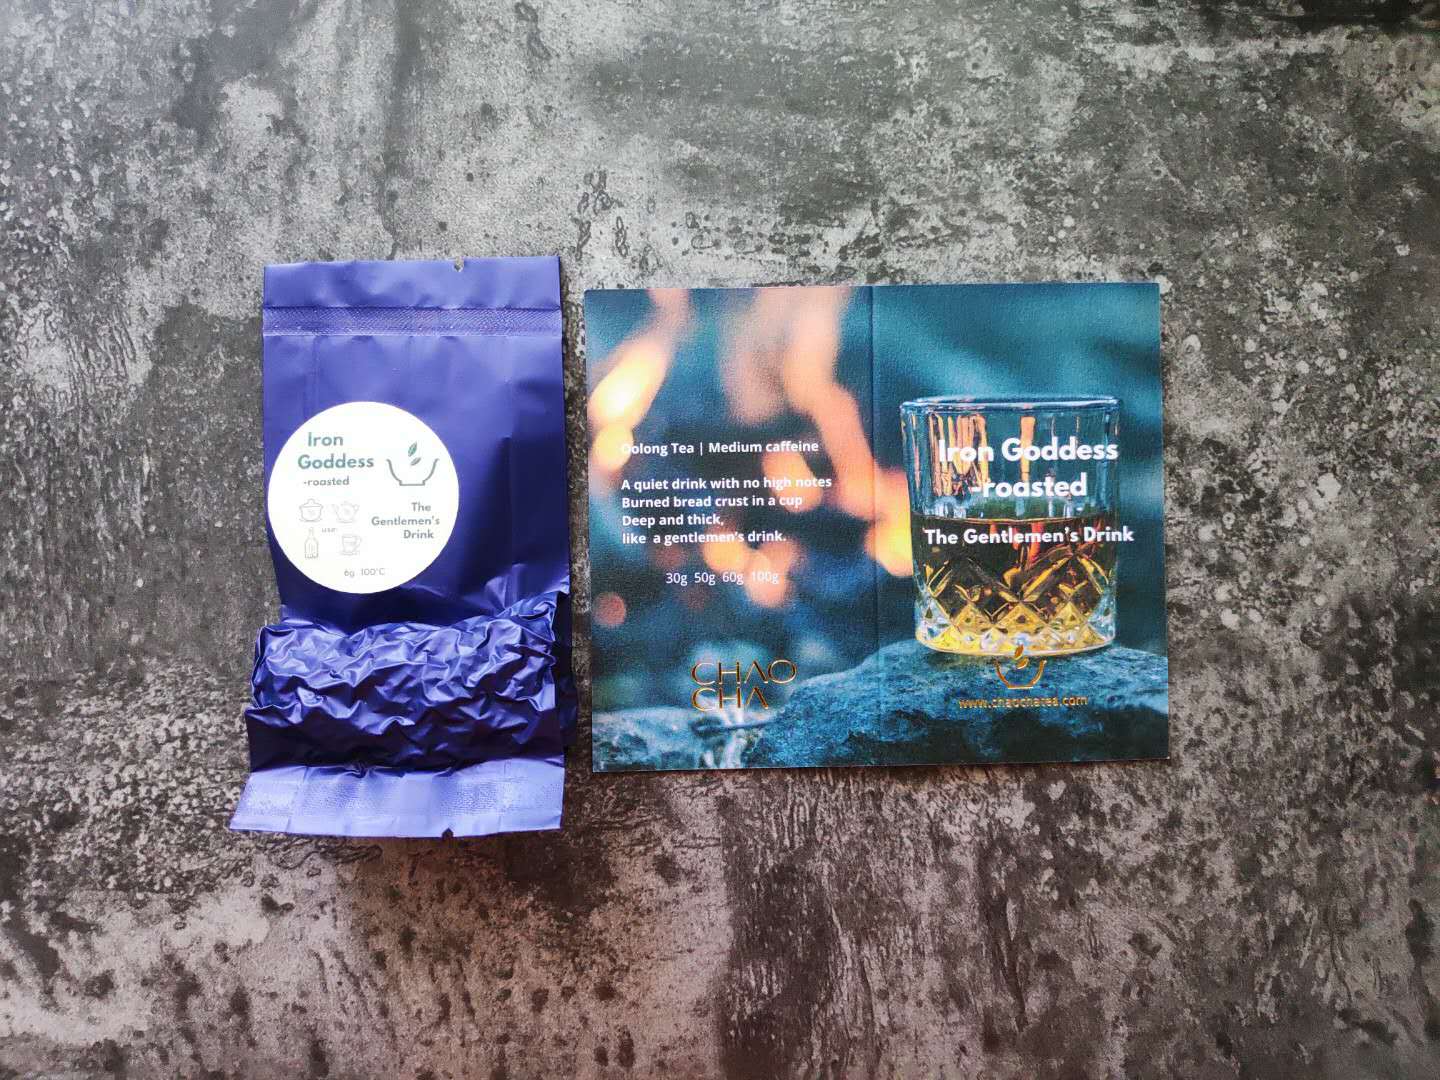 Iron
Goddess
-roasted
The
Gentlemen's
Drink
use
6g 100°C
Oolong Tea | Medium caffeine
A quiet drink with no high notes
Burned bread crust in a cup
Deep and thick,
like a gentlemen's drink.
30g 50g 60g 100g
CHAO
CHA
Iron Goddess
-roasted
The Gentlemen's Drink
www.chaochatea.com